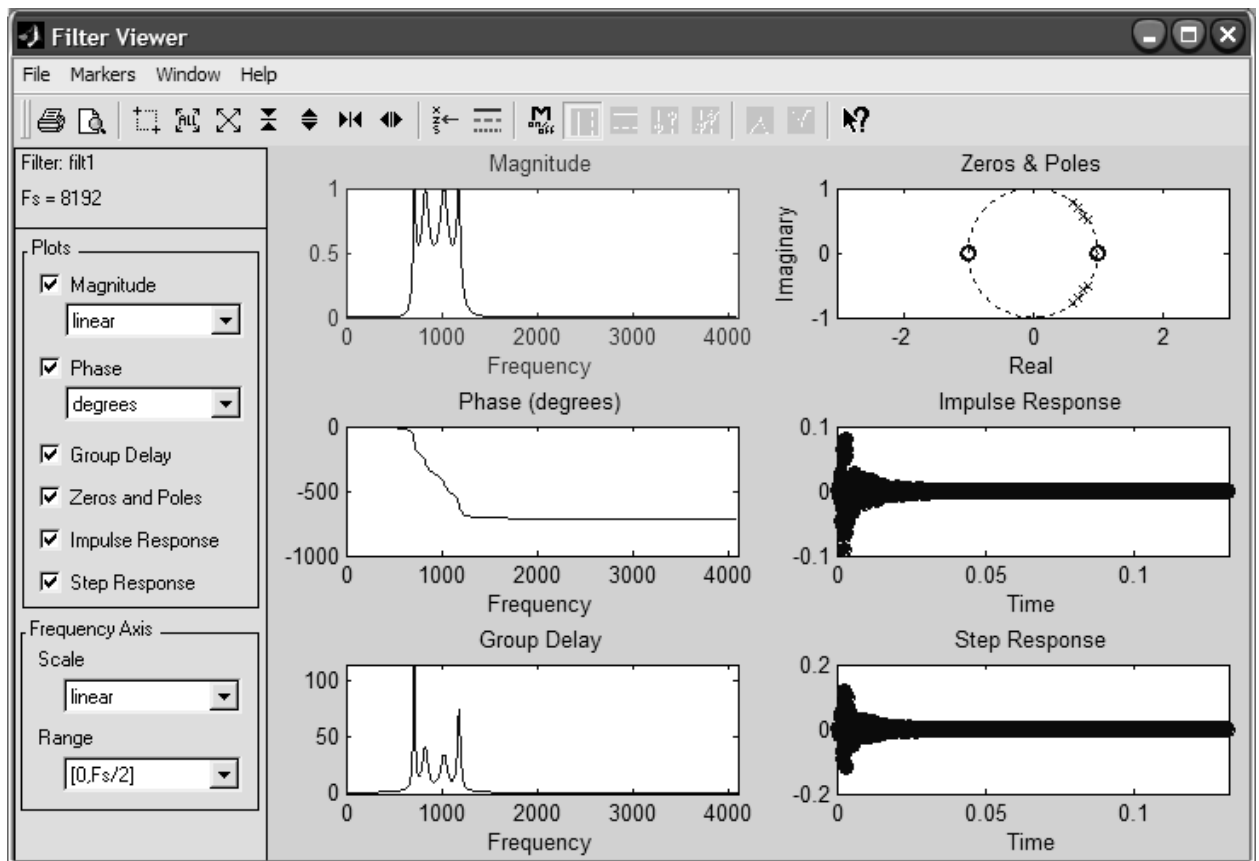 Filter Viewer
File Markers Window Help
ALL
x
z
s
M
on/off
Filter: filt1
Fs = 8192
Plots
Magnitude
linear
Phase
degrees
Group Delay
Zeros and Poles
Impulse Response
Step Response
Frequency Axis
Scale
linear
Range
[0,Fs/2]
Magnitude
1
0.5
0
0 1000 2000 3000 4000
Frequency
Zeros & Poles
Imaginary
1
0
-1
-2 0 2
Real
Phase (degrees)
0
-500
-1000
0 1000 2000 3000 4000
Frequency
Impulse Response
0.1
0
-0.1
0 0.05 0.1
Time
Group Delay
100
50
0
0 1000 2000 3000 4000
Frequency
Step Response
0.2
0
-0.2
0 0.05 0.1
Time